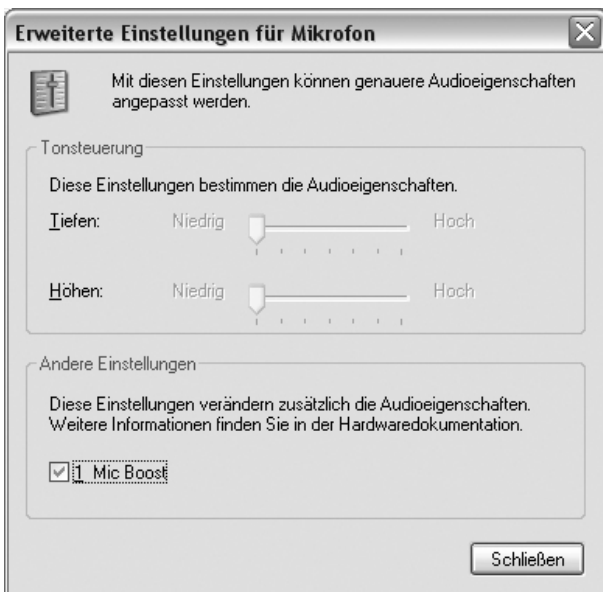 Erweiterte Einstellungen für Mikrofon
Mit diesen Einstellungen können genauere Audioeigenschaften
angepasst werden.
Tonsteuerung
Diese Einstellungen bestimmen die Audioeigenschaften.
Tiefen: Niedrig Hoch
Höhen: Niedrig Hoch
Andere Einstellungen
Diese Einstellungen verändern zusätzlich die Audioeigenschaften.
Weitere Informationen finden Sie in der Hardwaredokumentation.
1 Mic Boost
Schließen